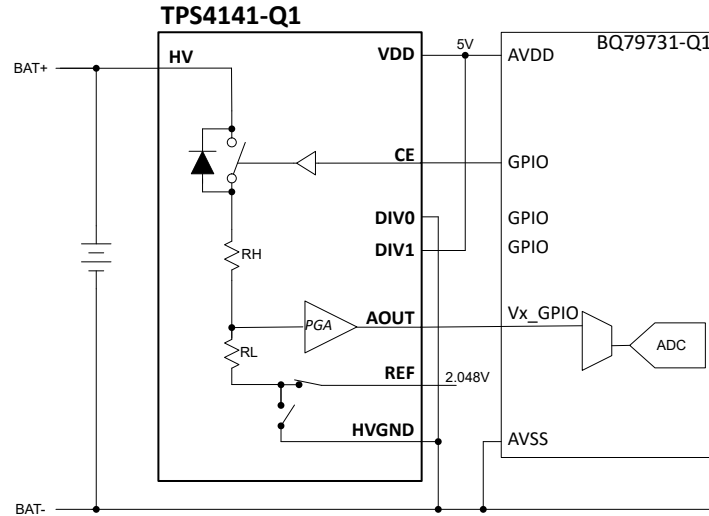 TPS4141-Q1
BQ79731-Q1
HV
VDD
5V
AVDD
BAT+
CE
GPIO
DIV0
GPIO
DIV1
GPIO
RH
PGA
AOUT
Vx_GPIO
ADC
RL
REF
2.048V
HVGND
AVSS
BAT-